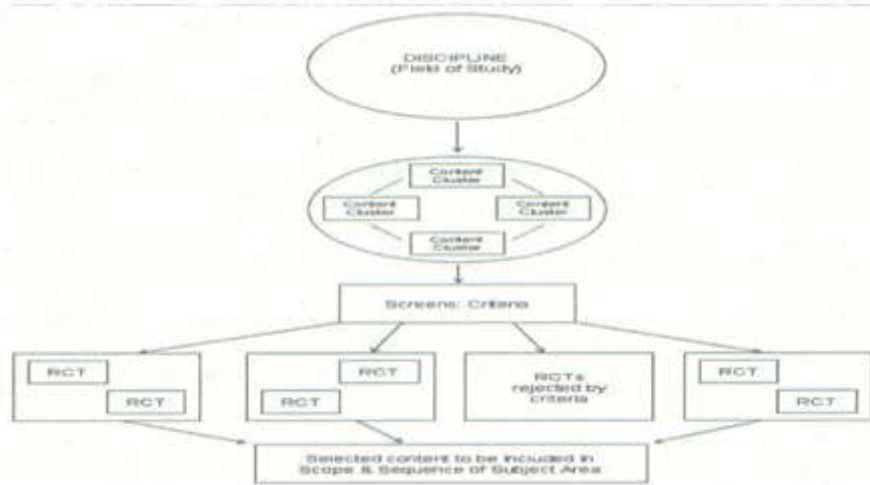 DISCIPLINE
(Field of Study)
Content
Cluster
Content
Cluster
Content
Cluster
Content
Cluster
Screens: Criteria
RCT
RCT
RCT
RCT
RCTs
rejected by
criteria
RCT
RCT
Selected content to be included in
Scope & Sequence of Subject Area